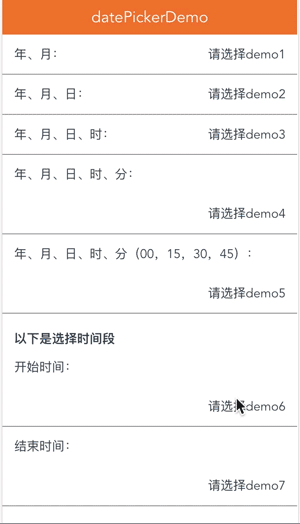 datePickerDemo
年、月：
请选择demo1
年、月、日：
请选择demo2
年、月、日、时：
请选择demo3
年、月、日、时、分：
请选择demo4
年、月、日、时、分（00，15，30，45）：
请选择demo5
以下是选择时间段
开始时间：
请选择demo6
结束时间：
请选择demo7